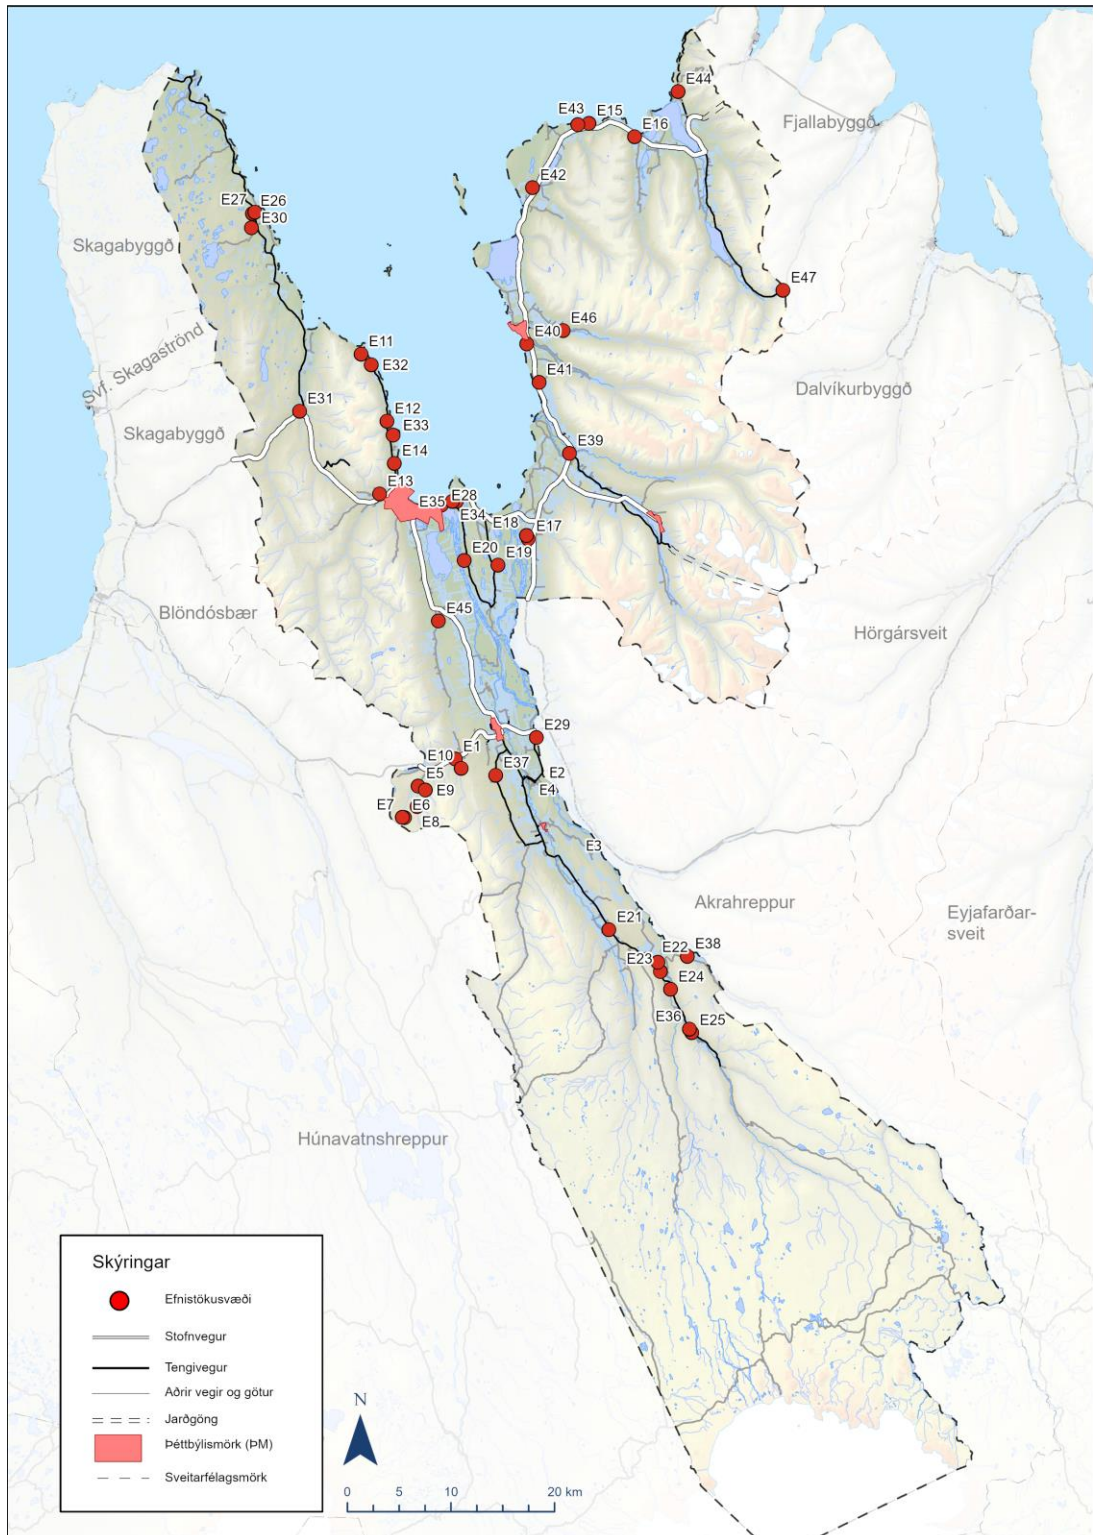 E44
E43
E15
E16
Fjallabyggð
E42
E27
E26
E30
Skagabyggð
E47
E40
E46
E11
E32
E41
Svf. Skagaströnd
Dalvíkurbyggð
E31
E12
E33
Skagabyggð
E39
E14
E13
E35
E28
E34
E18
E17
E20
E19
Blöndósbær
E45
Hörgársveit
E29
E1
E10
E37
E2
E5
E9
E4
E7
E6
E8
E3
Akrahreppur
Eyjafarðar-
sveit
E21
E22
E38
E23
E24
E36
E25
Húnavatnshreppur
Skýringar
Efnistökusvæði
Stofnvegur
Tengivegur
Aðrir vegir og götur
Jarðgöng
Þéttbýlismörk (ÞM)
Sveitarfélagsmörk
N
0 5 10 20 km